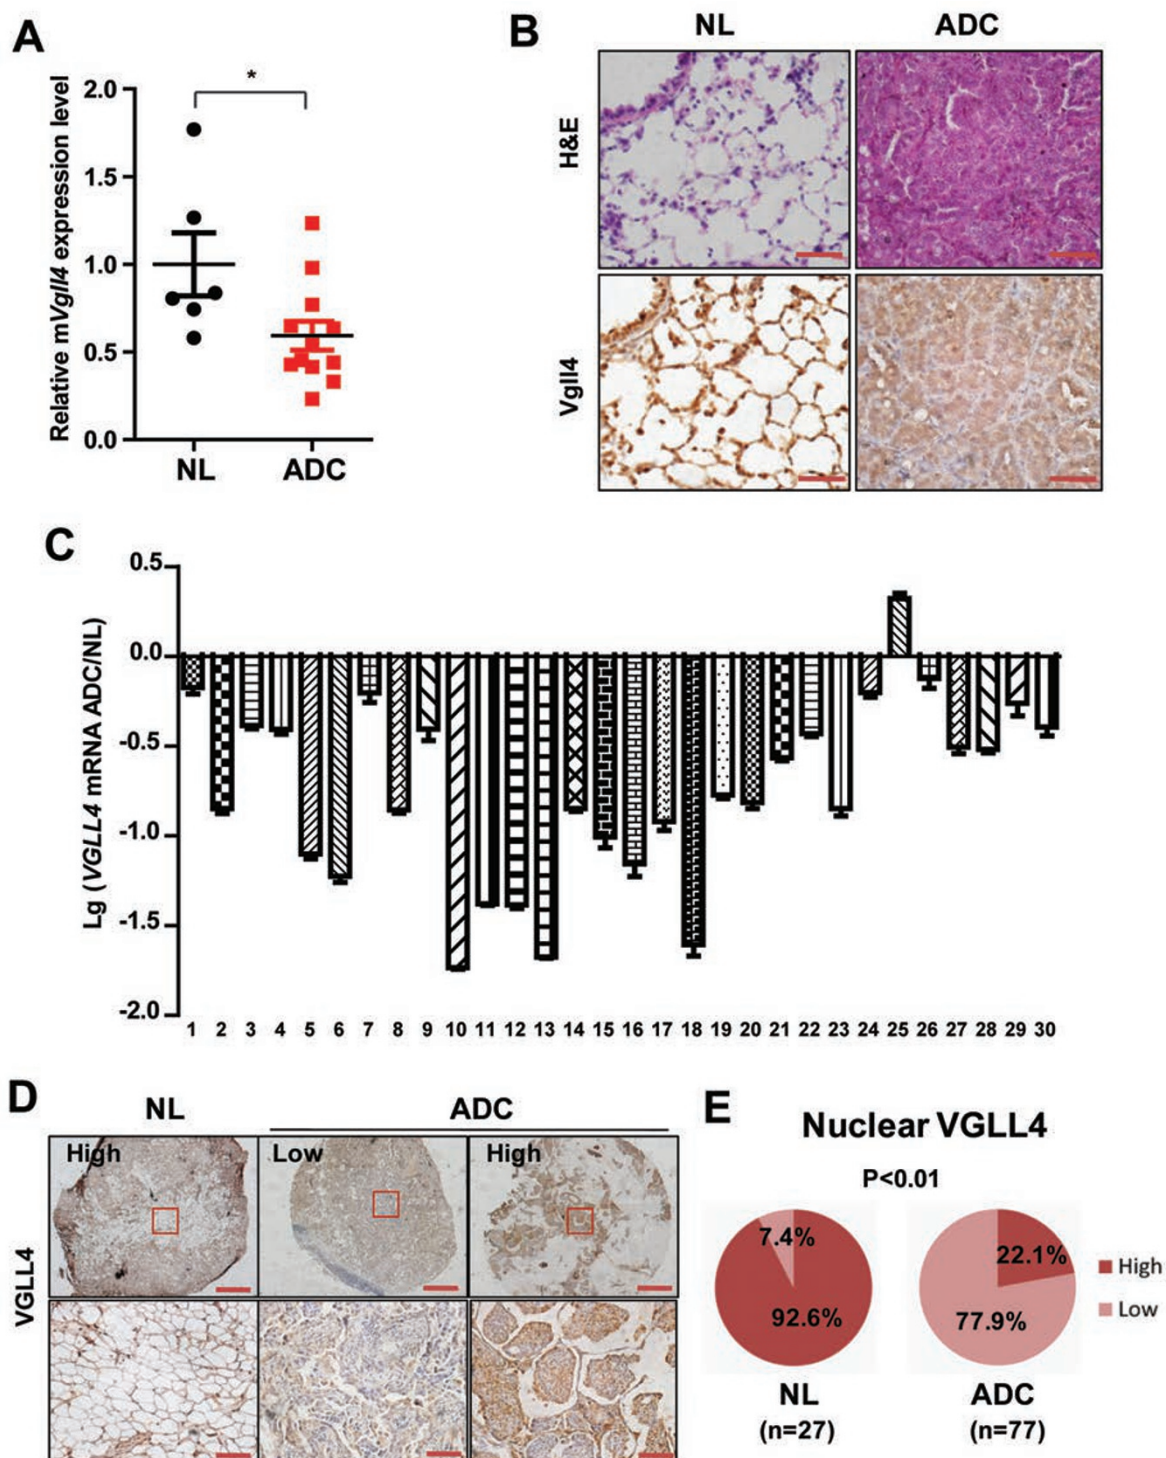 A
Relative mVgll4 expression level
2.0
1.5
1.0
0.5
0.0
*
NL
ADC
B
NL
ADC
H&E
Vgll4
C
Lg (VGLL4 mRNA ADC/NL)
0.5
0.0
-0.5
-1.0
-1.5
-2.0
1 2 3 4 5 6 7 8 9 10 11 12 13 14 15 16 17 18 19 20 21 22 23 24 25 26 27 28 29 30
D
NL
ADC
VGLL4
High
Low
High
E
Nuclear VGLL4
P<0.01
7.4%
92.6%
22.1%
77.9%
High
Low
NL
(n=27)
ADC
(n=77)